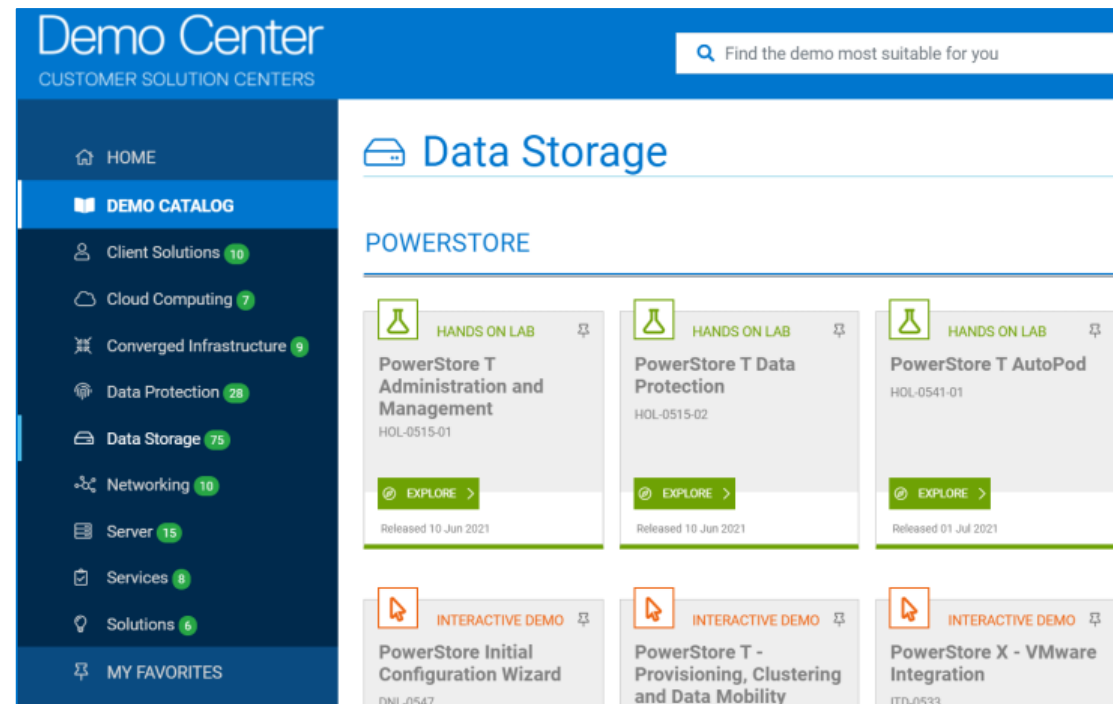 Demo Center
CUSTOMER SOLUTION CENTERS
Find the demo most suitable for you
HOME
DEMO CATALOG
Client Solutions 10
Cloud Computing 7
Converged Infrastructure 9
Data Protection 28
Data Storage 75
Networking 10
Server 15
Services 8
Solutions 6
MY FAVORITES
Data Storage
POWERSTORE
HANDS ON LAB
PowerStore T
Administration and
Management
HOL-0515-01
EXPLORE
Released 10 Jun 2021
HANDS ON LAB
PowerStore T Data
Protection
HOL-0515-02
EXPLORE
Released 10 Jun 2021
HANDS ON LAB
PowerStore T AutoPod
HOL-0541-01
EXPLORE
Released 01 Jul 2021
INTERACTIVE DEMO
PowerStore Initial
Configuration Wizard
DNL-0547
INTERACTIVE DEMO
PowerStore T -
Provisioning, Clustering
and Data Mobility
INTERACTIVE DEMO
PowerStore X - VMware
Integration
ITD-0533